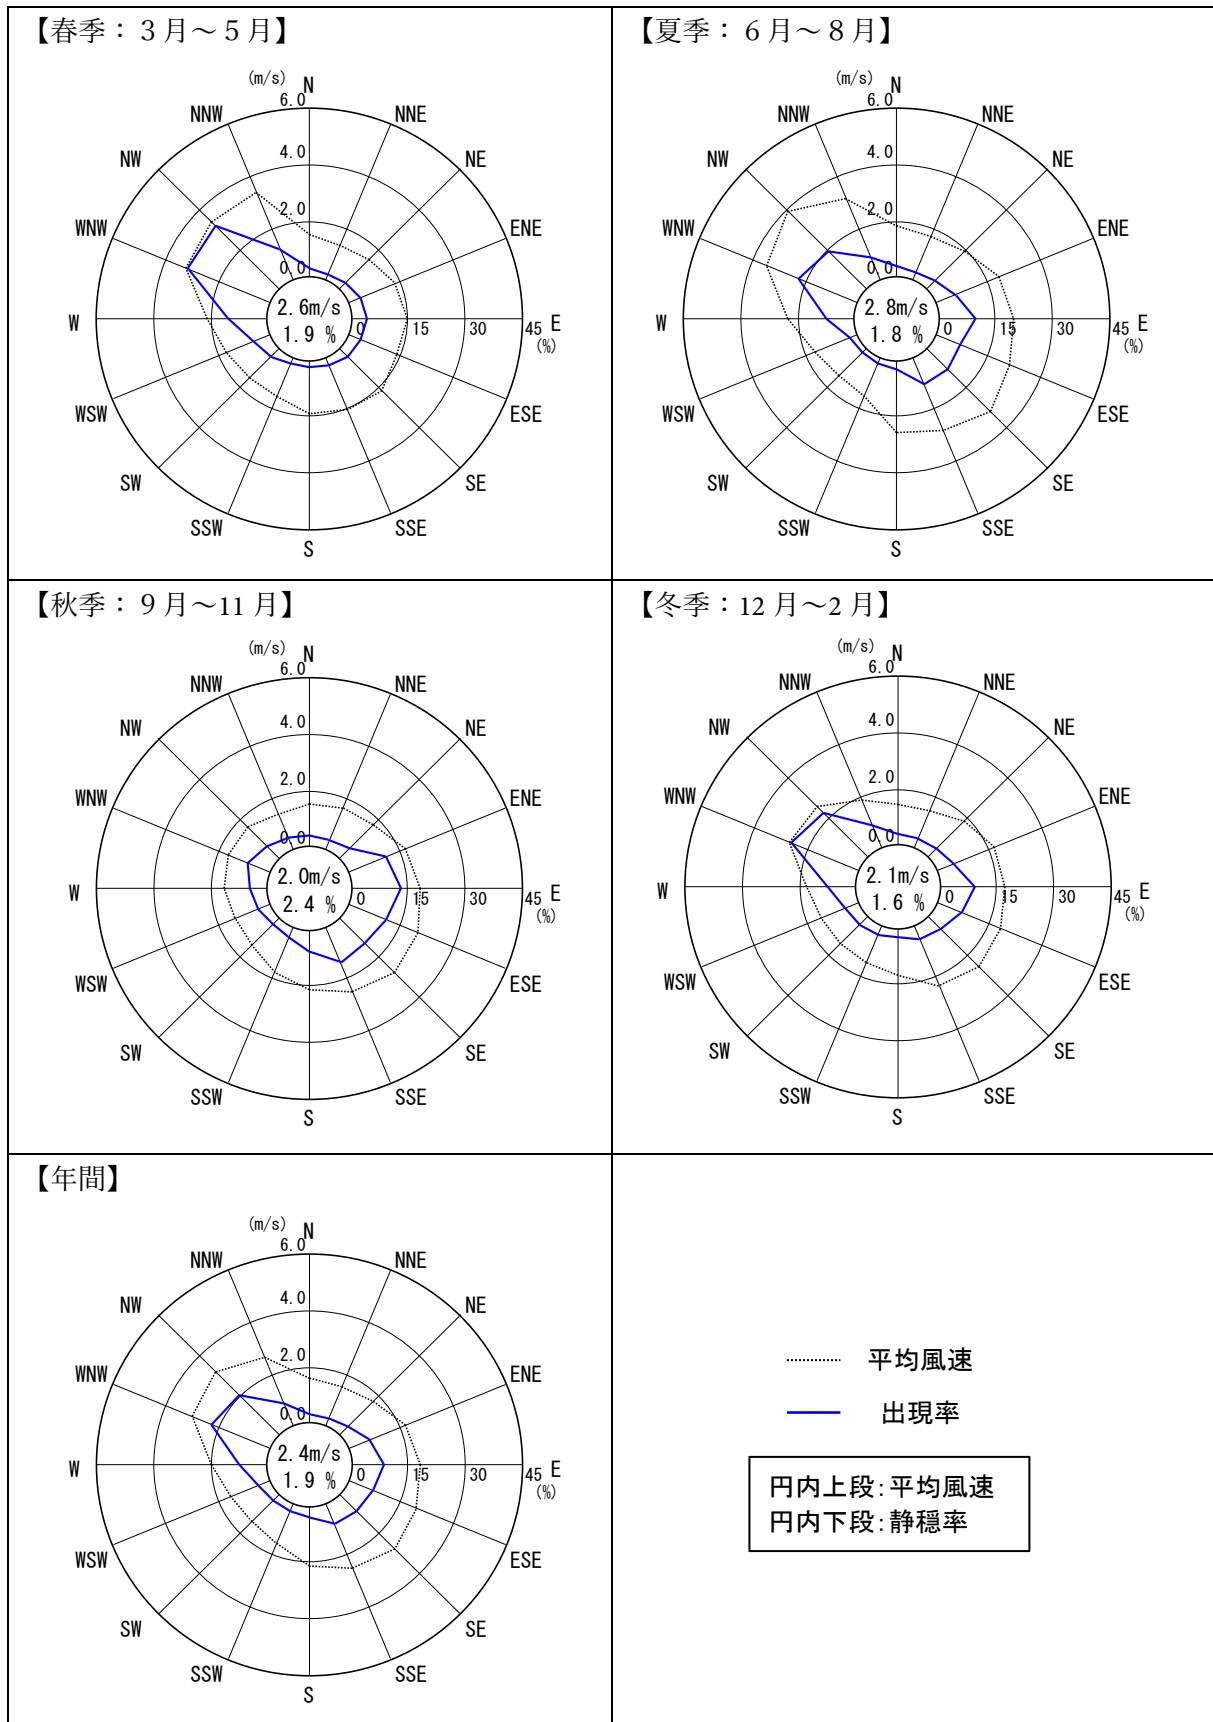 【春季：３月～５月】
(m/s)
N
6.0
NNW
NNE
NW
NE
4.0
WNW
ENE
2.0
0.0
2.6m/s
W
0
15
30
45
E
(%)
1.9 %
WSW
ESE
SW
SE
SSW
SSE
S
【夏季：６月～８月】
(m/s)
N
6.0
NNW
NNE
NW
NE
4.0
WNW
ENE
2.0
0.0
2.8m/s
W
0
15
30
45
E
(%)
1.8 %
WSW
ESE
SW
SE
SSW
SSE
S
【秋季：９月～11月】
(m/s)
N
6.0
NNW
NNE
NW
NE
4.0
WNW
ENE
2.0
0.0
2.0m/s
W
0
15
30
45
E
(%)
2.4 %
WSW
ESE
SW
SE
SSW
SSE
S
【冬季：12月～2月】
(m/s)
N
6.0
NNW
NNE
NW
NE
4.0
WNW
ENE
2.0
0.0
2.1m/s
W
0
15
30
45
E
(%)
1.6 %
WSW
ESE
SW
SE
SSW
SSE
S
【年間】
(m/s)
N
6.0
NNW
NNE
NW
NE
4.0
WNW
ENE
2.0
0.0
2.4m/s
W
0
15
30
45
E
(%)
1.9 %
WSW
ESE
SW
SE
SSW
SSE
S
平均風速
出現率
円内上段:平均風速
円内下段:静穏率